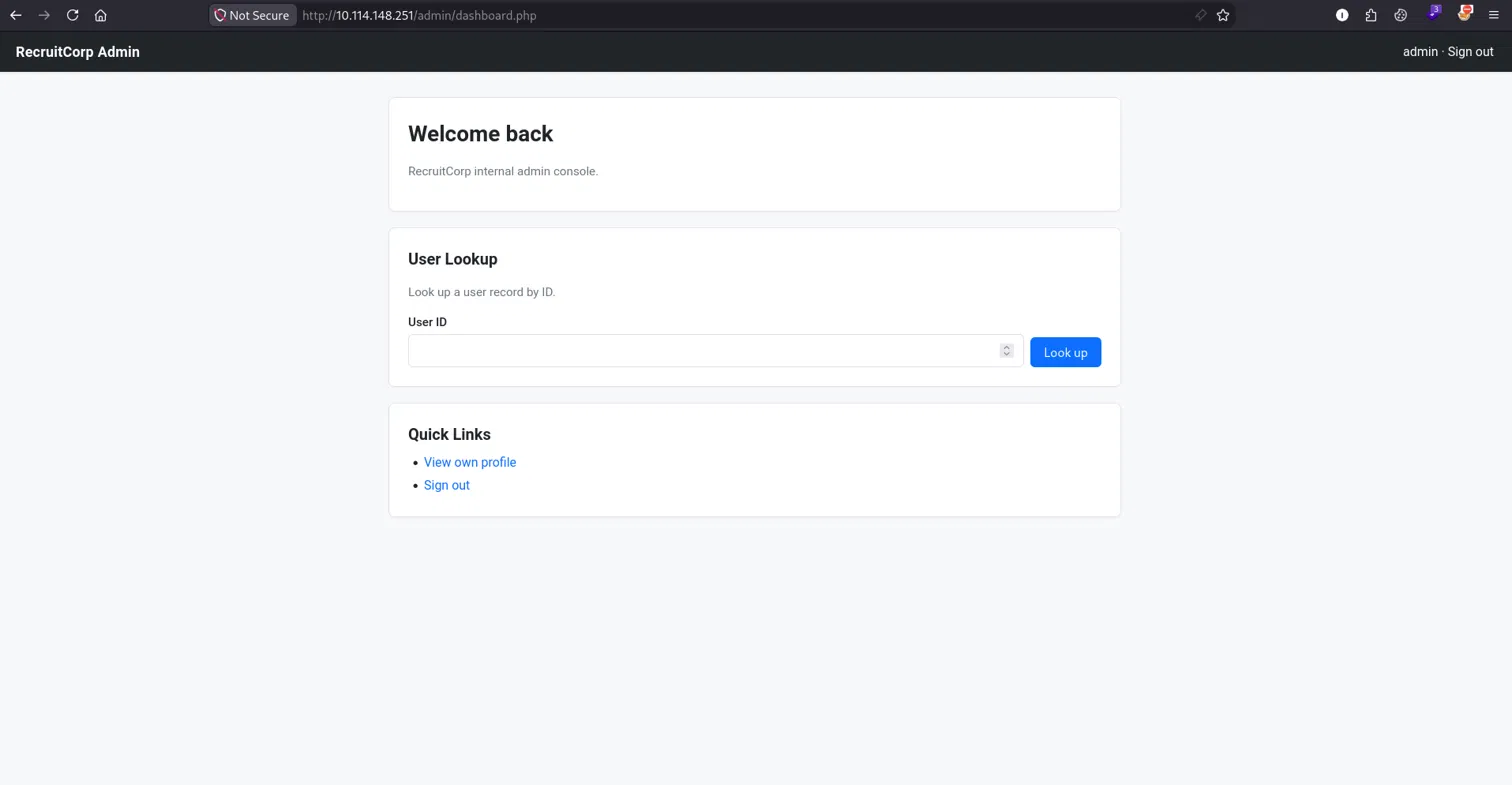 Not Secure http://10.114.148.251/admin/dashboard.php 3
RecruitCorp Admin admin · Sign out
Welcome back
RecruitCorp internal admin console.
User Lookup
Look up a user record by ID.
User ID
Look up
Quick Links
• View own profile
• Sign out